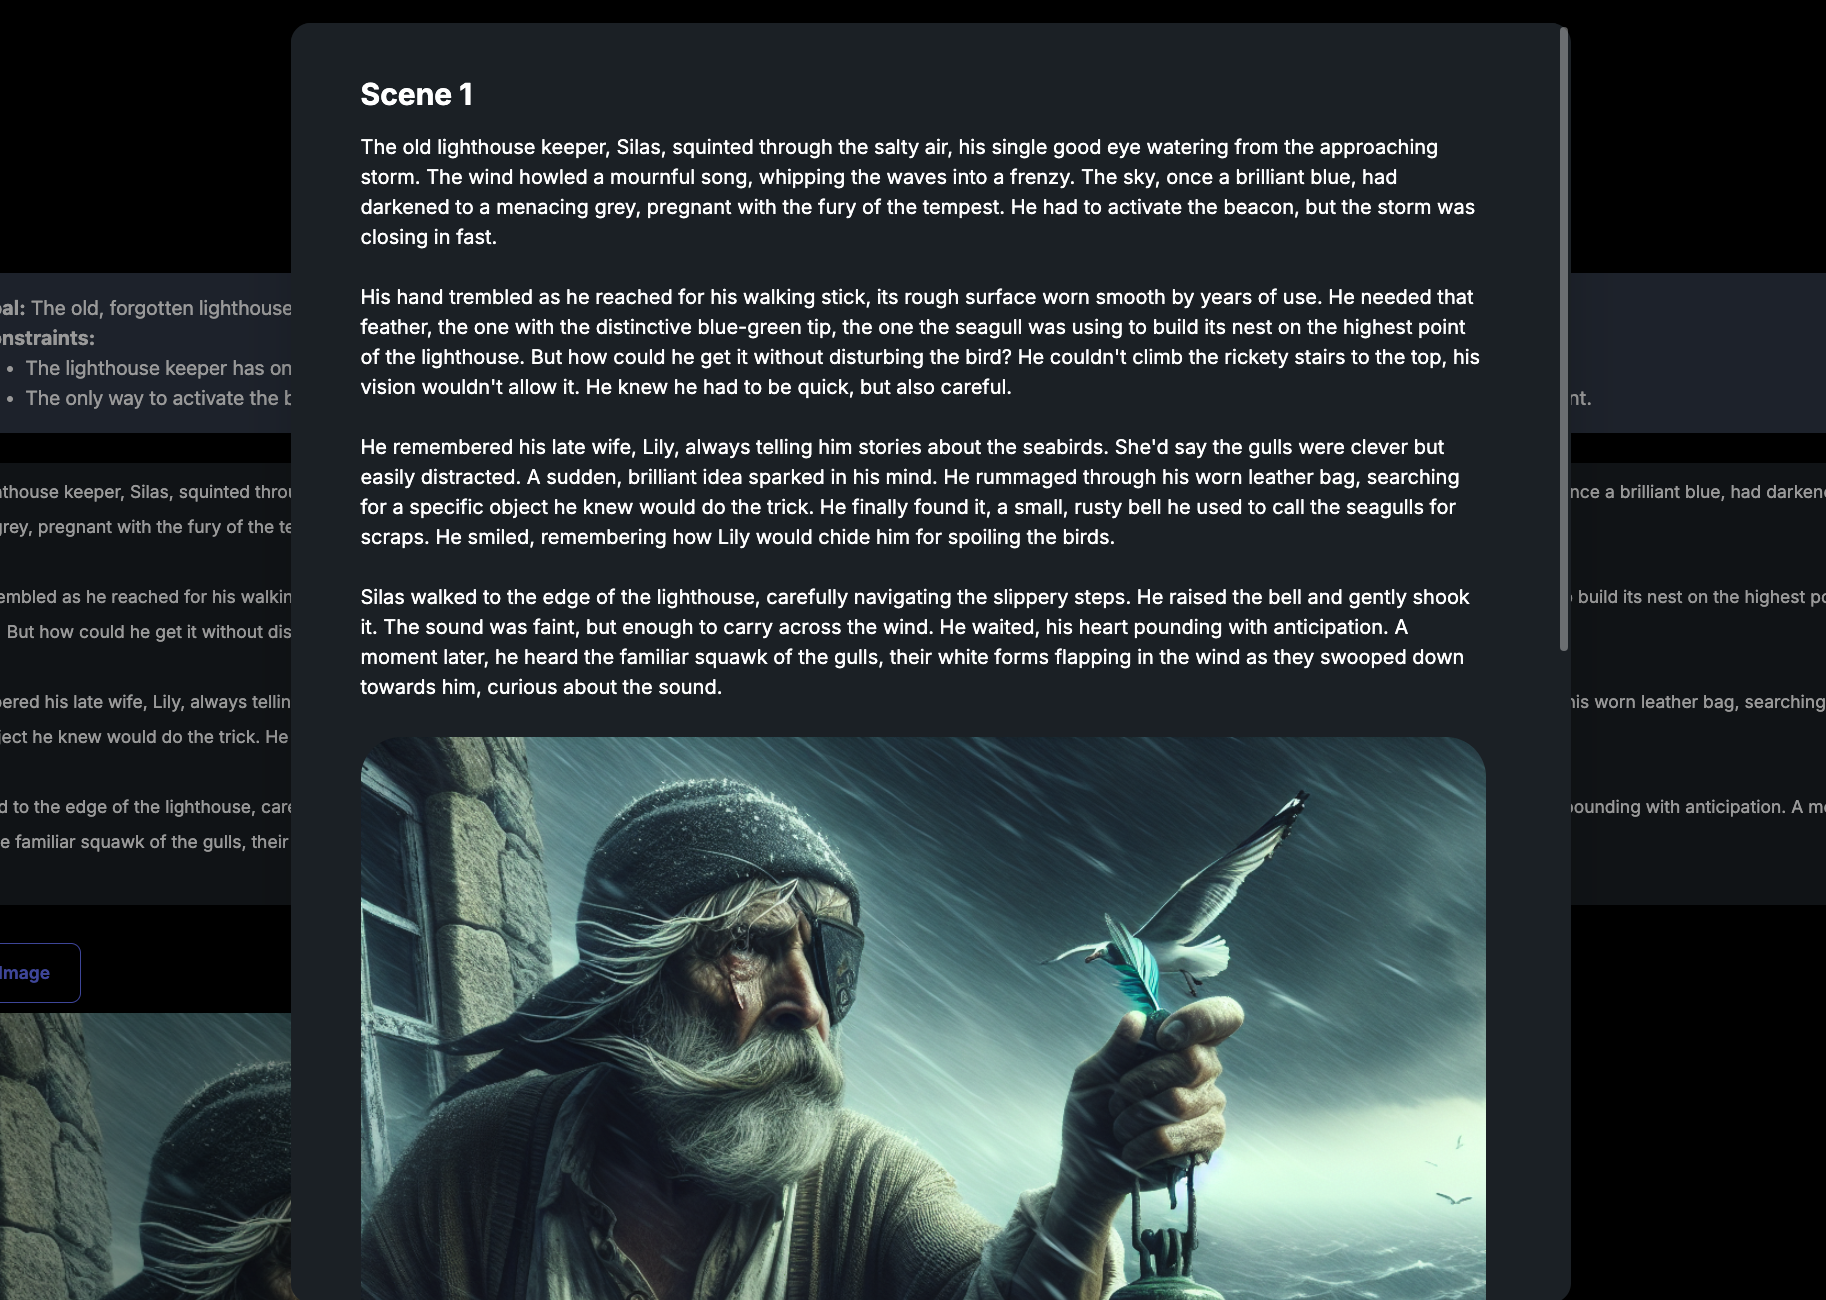 Scene 1
The old lighthouse keeper, Silas, squinted through the salty air, his single good eye watering from the approaching
storm. The wind howled a mournful song, whipping the waves into a frenzy. The sky, once a brilliant blue, had
darkened to a menacing grey, pregnant with the fury of the tempest. He had to activate the beacon, but the storm was
closing in fast.
His hand trembled as he reached for his walking stick, its rough surface worn smooth by years of use. He needed that
feather, the one with the distinctive blue-green tip, the one the seagull was using to build its nest on the highest point
of the lighthouse. But how could he get it without disturbing the bird? He couldn't climb the rickety stairs to the top, his
vision wouldn't allow it. He knew he had to be quick, but also careful.
He remembered his late wife, Lily, always telling him stories about the seabirds. She'd say the gulls were clever but
easily distracted. A sudden, brilliant idea sparked in his mind. He rummaged through his worn leather bag, searching
for a specific object he knew would do the trick. He finally found it, a small, rusty bell he used to call the seagulls for
scraps. He smiled, remembering how Lily would chide him for spoiling the birds.
Silas walked to the edge of the lighthouse, carefully navigating the slippery steps. He raised the bell and gently shook
it. The sound was faint, but enough to carry across the wind. He waited, his heart pounding with anticipation. A
moment later, he heard the familiar squawk of the gulls, their white forms flapping in the wind as they swooped down
towards him, curious about the sound.
al: The old, forgotten lighthouse
nstraints:
• The lighthouse keeper has on
• The only way to activate the b
nt.
thouse keeper, Silas, squinted throu
nce a brilliant blue, had darkene
grey, pregnant with the fury of the te
embled as he reached for his walkin
build its nest on the highest po
But how could he get it without dis
ered his late wife, Lily, always tellin
his worn leather bag, searching
ject he knew would do the trick. He
d to the edge of the lighthouse, care
pounding with anticipation. A mo
e familiar squawk of the gulls, their
Image